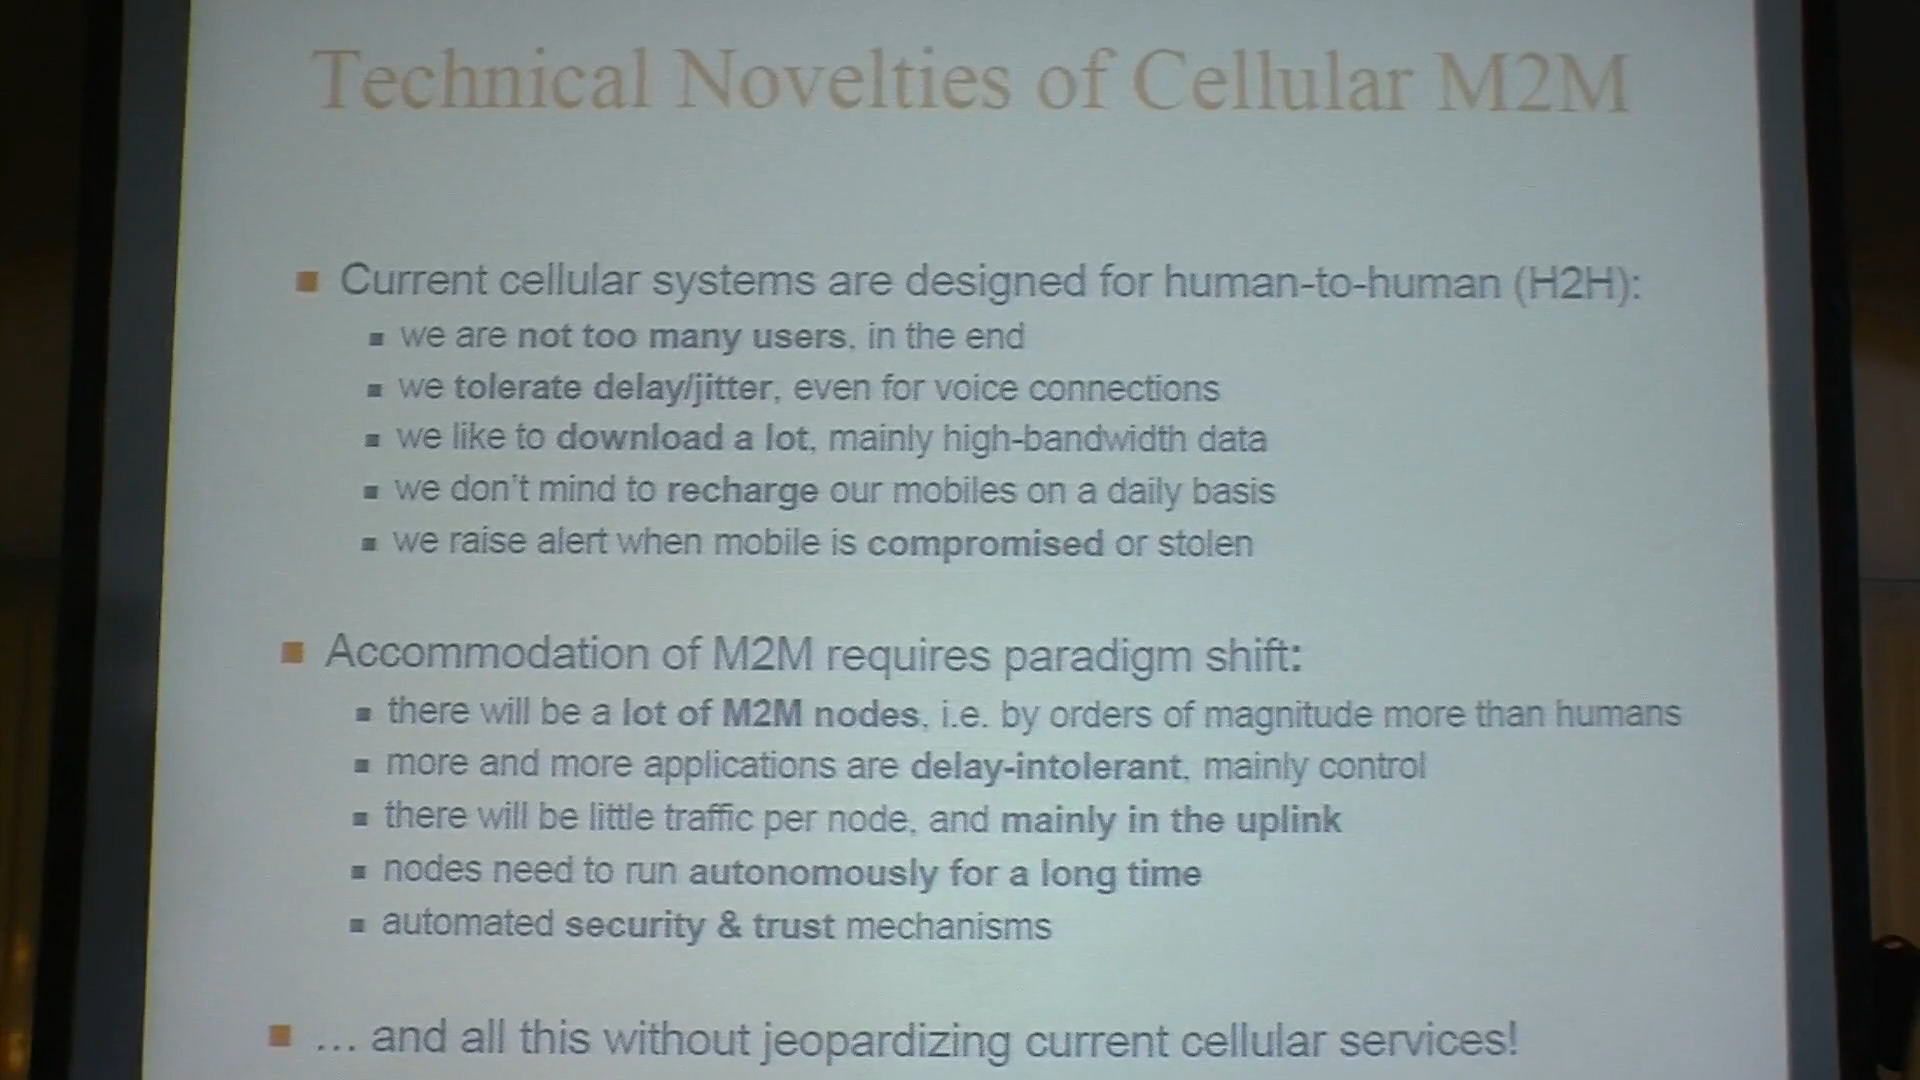 Technical Novelties of Cellular M2M
Current cellular systems are designed for human-to-human (H2H):
we are not too many users, in the end
we tolerate delay/jitter, even for voice connections
we like to download a lot, mainly high-bandwidth data
we don't mind to recharge our mobiles on a daily basis
we raise alert when mobile is compromised or stolen
Accommodation of M2M requires paradigm shift:
there will be a lot of M2M nodes, i.e. by orders of magnitude more than humans
more and more applications are delay-intolerant, mainly control
there will be little traffic per node, and mainly in the uplink
nodes need to run autonomously for a long time
automated security & trust mechanisms
... and all this without jeopardizing current cellular services!